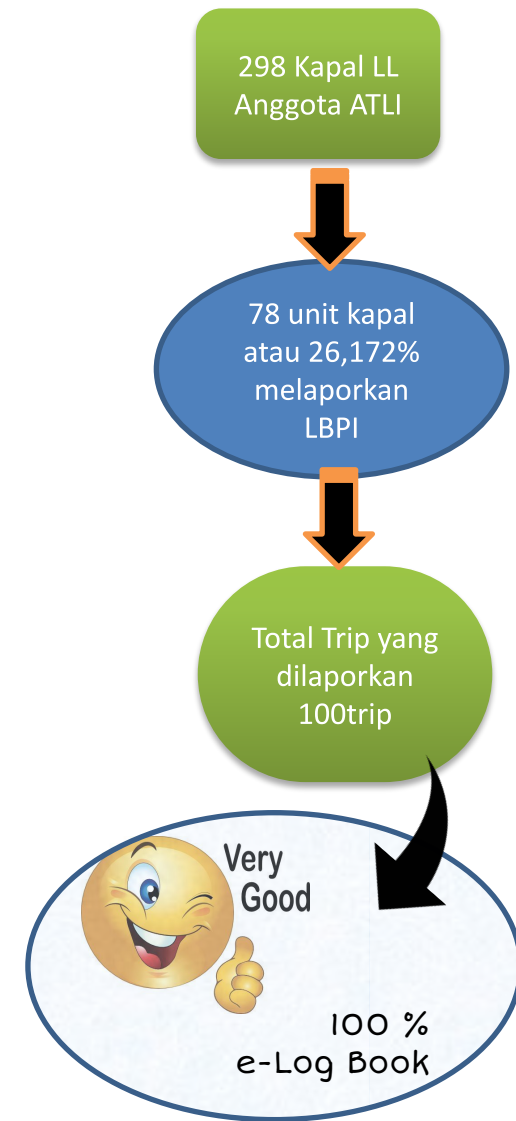 298 Kapal LL
Anggota ATLI
78 unit kapal
atau 26,172%
melaporkan
LBPI
Total Trip yang
dilaporkan
100trip
Very
Good
100 %
e-Log Book